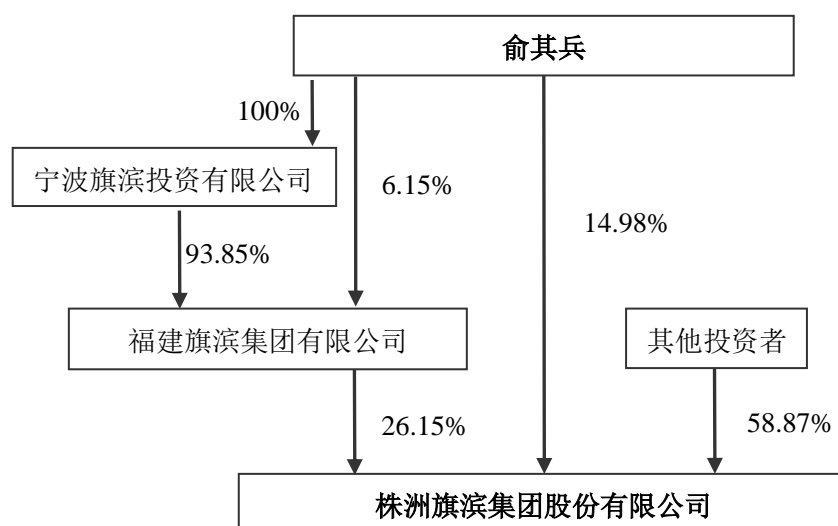 俞其兵
100%
宁波旗滨投资有限公司
6.15%
14.98%
93.85%
福建旗滨集团有限公司
其他投资者
26.15%
58.87%
株洲旗滨集团股份有限公司